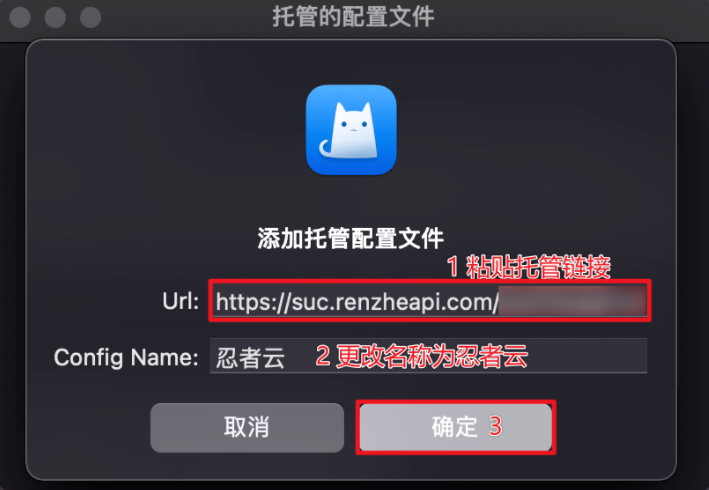 托管的配置文件
添加托管配置文件
1 粘贴托管链接
Url: https://suc.renzheapi.com/
Config Name: 忍者云 2 更改名称为忍者云
取消 确定 3